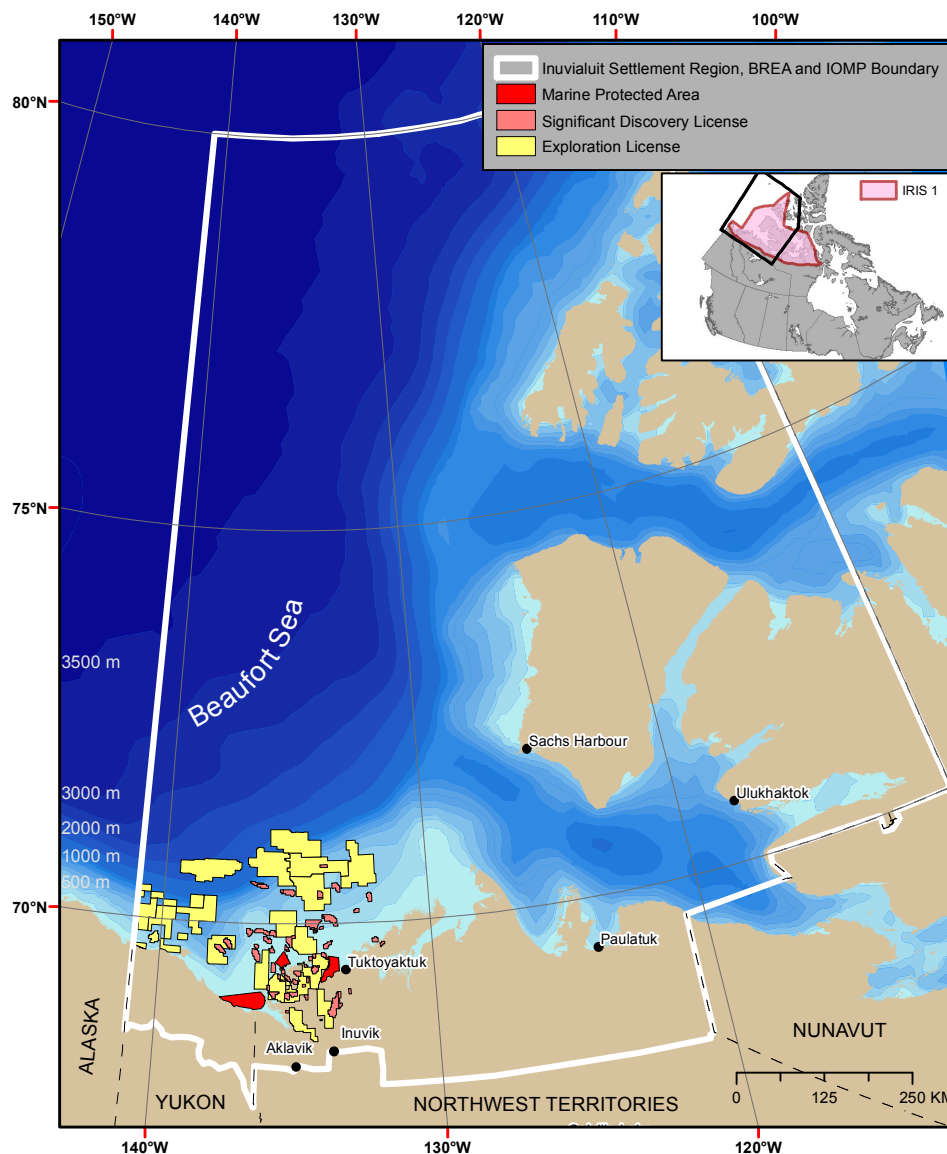 150°W
140°W
130°W
120°W
110°W
100°W
Inuvialuit Settlement Region, BREA and IOMP Boundary
Marine Protected Area
Significant Discovery License
Exploration License
80°N
IRIS 1
75°N
Beaufort Sea
3500 m
Sachs Harbour
3000 m
Ulukhaktok
2000 m
1000 m
500 m
70°N
Paulatuk
Tuktoyaktuk
ALASKA
Inuvik
Aklavik
NUNAVUT
YUKON
NORTHWEST TERRITORIES
0 125 250 KM
140°W
130°W
120°W